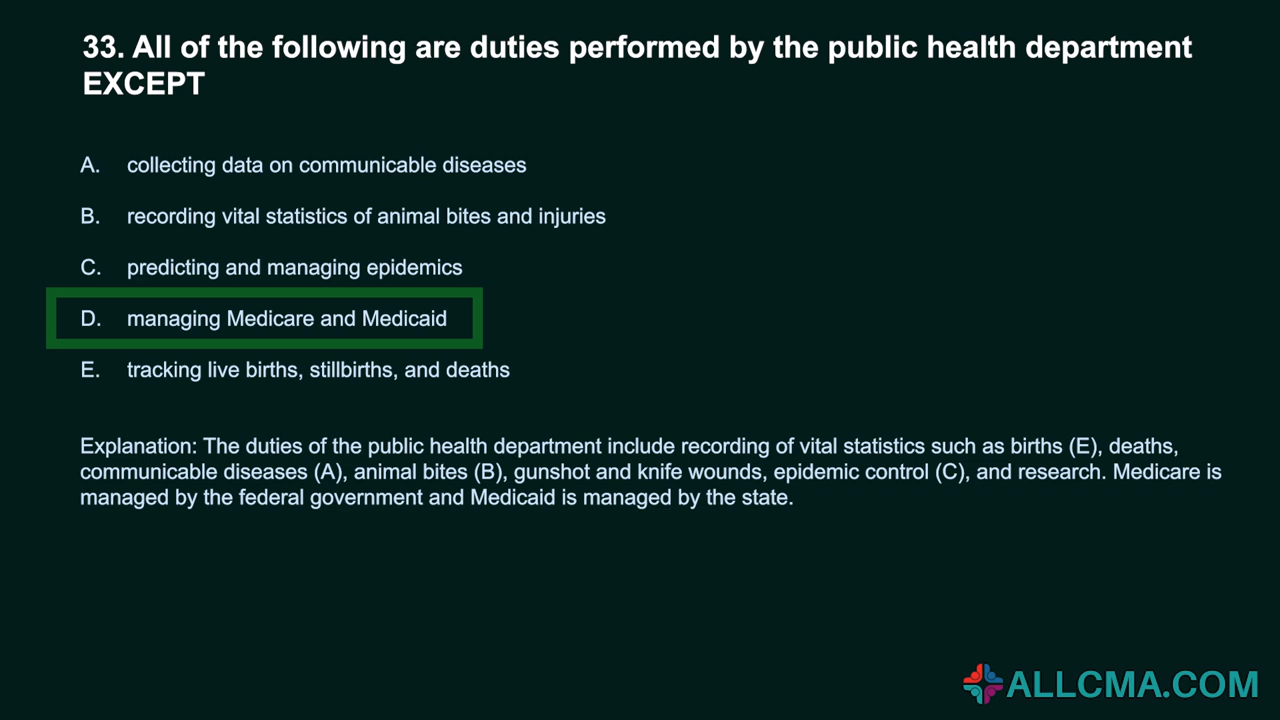 33. All of the following are duties performed by the public health department
EXCEPT
A. collecting data on communicable diseases
B. recording vital statistics of animal bites and injuries
C. predicting and managing epidemics
D. managing Medicare and Medicaid
E. tracking live births, stillbirths, and deaths
Explanation: The duties of the public health department include recording of vital statistics such as births (E), deaths,
communicable diseases (A), animal bites (B), gunshot and knife wounds, epidemic control (C), and research. Medicare is
managed by the federal government and Medicaid is managed by the state.
ALLCMA.COM